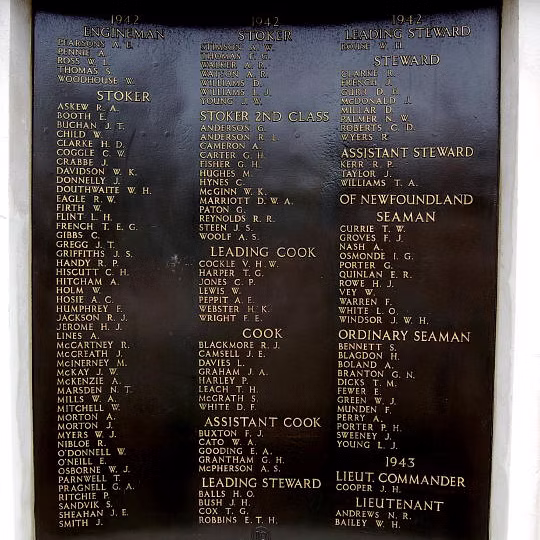 1942
ENGINEMAN
PEARSONS A. E.
PENNIE A.
ROSS W. L.
THOMAS S.
WOODHOUSE W.
STOKER
ASKEW R. A.
BOOTH E.
BUCHAN J. T.
CHILD W.
CLARKE H. D.
COGGLE C. W.
CRABBE J.
DAVIDSON W. K.
DONNELLY J.
DOUTHWAITE W. H.
EAGLE R. W.
FIRTH W.
FLINT L. H.
FRENCH T. E. G.
GIBBS C.
GREGG J. T.
GRIFFITHS J. S.
HANDY R. P.
HISCUTT C. H.
HITCHAM A.
HOLM W.
HOSIE A. C.
HUMPHREY F.
JACKSON R. J.
JEROME H. J.
LINES A.
McCARTNEY R.
McCREATH J.
McINERNEY M.
McKAY J. W.
McKENZIE A.
MARSDEN N. T.
MILLS W. A.
MITCHELL W.
MORTON A.
MORTON J.
MYERS W. J.
NIBLOE R.
O'DONNELL W.
O'NEILL E.
OSBORNE W. J.
PARNWELL T.
PRAGNELL G. A.
RITCHIE P.
SANDVIK S.
SHEAHAN J. E.
SMITH J.
1942
STOKER
STIMSON A. W.
THOMAS E. G.
WALKER A. R.
WATSON A. R.
WILLIAMS D.
WILLIAMS L. J.
YOUNG J. W.
STOKER 2ND CLASS
ANDERSON G.
ANDERSON R. L.
CAMERON A.
CARTER G. H.
FISHER G. H.
HUGHES M.
HYNES C.
McGINN W. K.
MARRIOTT D. W. A.
PATON G.
REYNOLDS R. R.
STEEN J. S.
WOOLF A. S.
LEADING COOK
COCKLE V. H. W.
HARPER T. G.
JONES C. P.
LEWIS W.
PEPPIT A. E.
WEBSTER H. K.
WRIGHT F. E.
COOK
BLACKMORE R. J.
CAMSELL J. E.
DAVIES L.
GRAHAM J. A.
HARLEY P.
LEACH T. H.
McGRATH S.
WHITE D. F.
ASSISTANT COOK
BUXTON F. J.
CATO W. A.
GOODING E. A.
GRANTHAM G. H.
McPHERSON A. S.
LEADING STEWARD
BALLS H. O.
BUSH J. H.
COX T. G.
ROBBINS E. T. H.
1942
LEADING STEWARD
W. H.
STEWARD
CLARKE R.
FRENCH J.
GURR D. E.
McDONALD J.
MILLAR D.
PALMER N. W.
ROBERTS C. D.
WYERS R.
ASSISTANT STEWARD
KERR R. P.
TAYLOR J.
WILLIAMS T. A.
OF NEWFOUNDLAND
SEAMAN
CURRIE T. W.
GROVES F. J.
NASH A.
OSMONDE I. G.
PORTER G.
QUINLAN E. R.
ROWE H. J.
VEY W.
WARREN F.
WHITE L. O.
WINDSOR J. W. H.
ORDINARY SEAMAN
BENNETT S.
BLAGDON H.
BOLAND A.
BRANTON G. N.
DICKS T. M.
FEWER E.
GREEN W. J.
MUNDEN F.
PERRY A.
PORTER P. H.
SWEENEY J.
YOUNG L. J.
1943
LIEUT. COMMANDER
COOPER J. H.
LIEUTENANT
ANDREWS N. R.
BAILEY W. H.